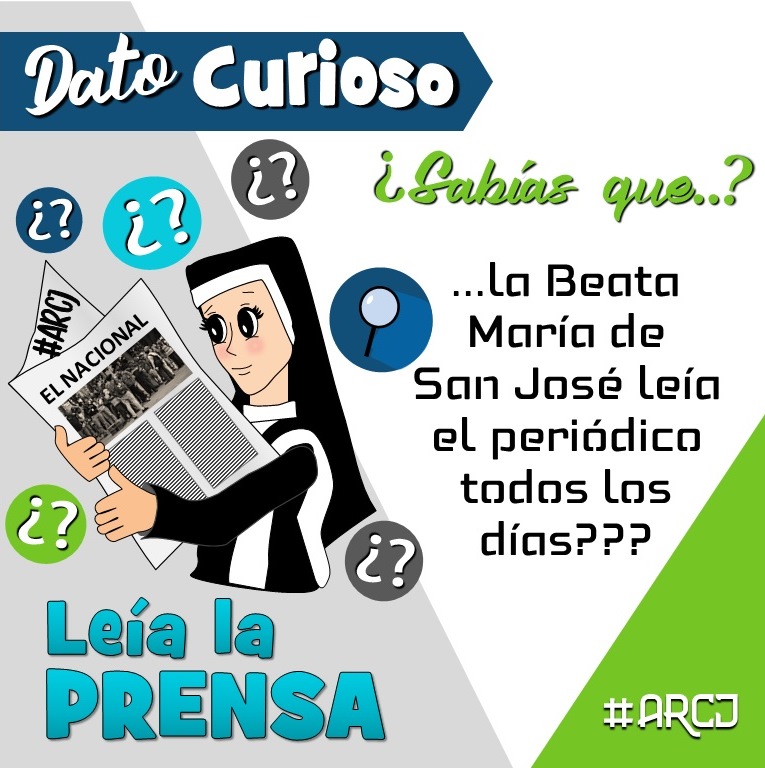 Dato Curioso
¿Sabías que..?
¿?
¿?
¿?
#ARCJ
EL NACIONAL
...la Beata
María de
San José leía
el periódico
todos los
días???
¿?
¿?
Leía la
PRENSA
#ARCJ